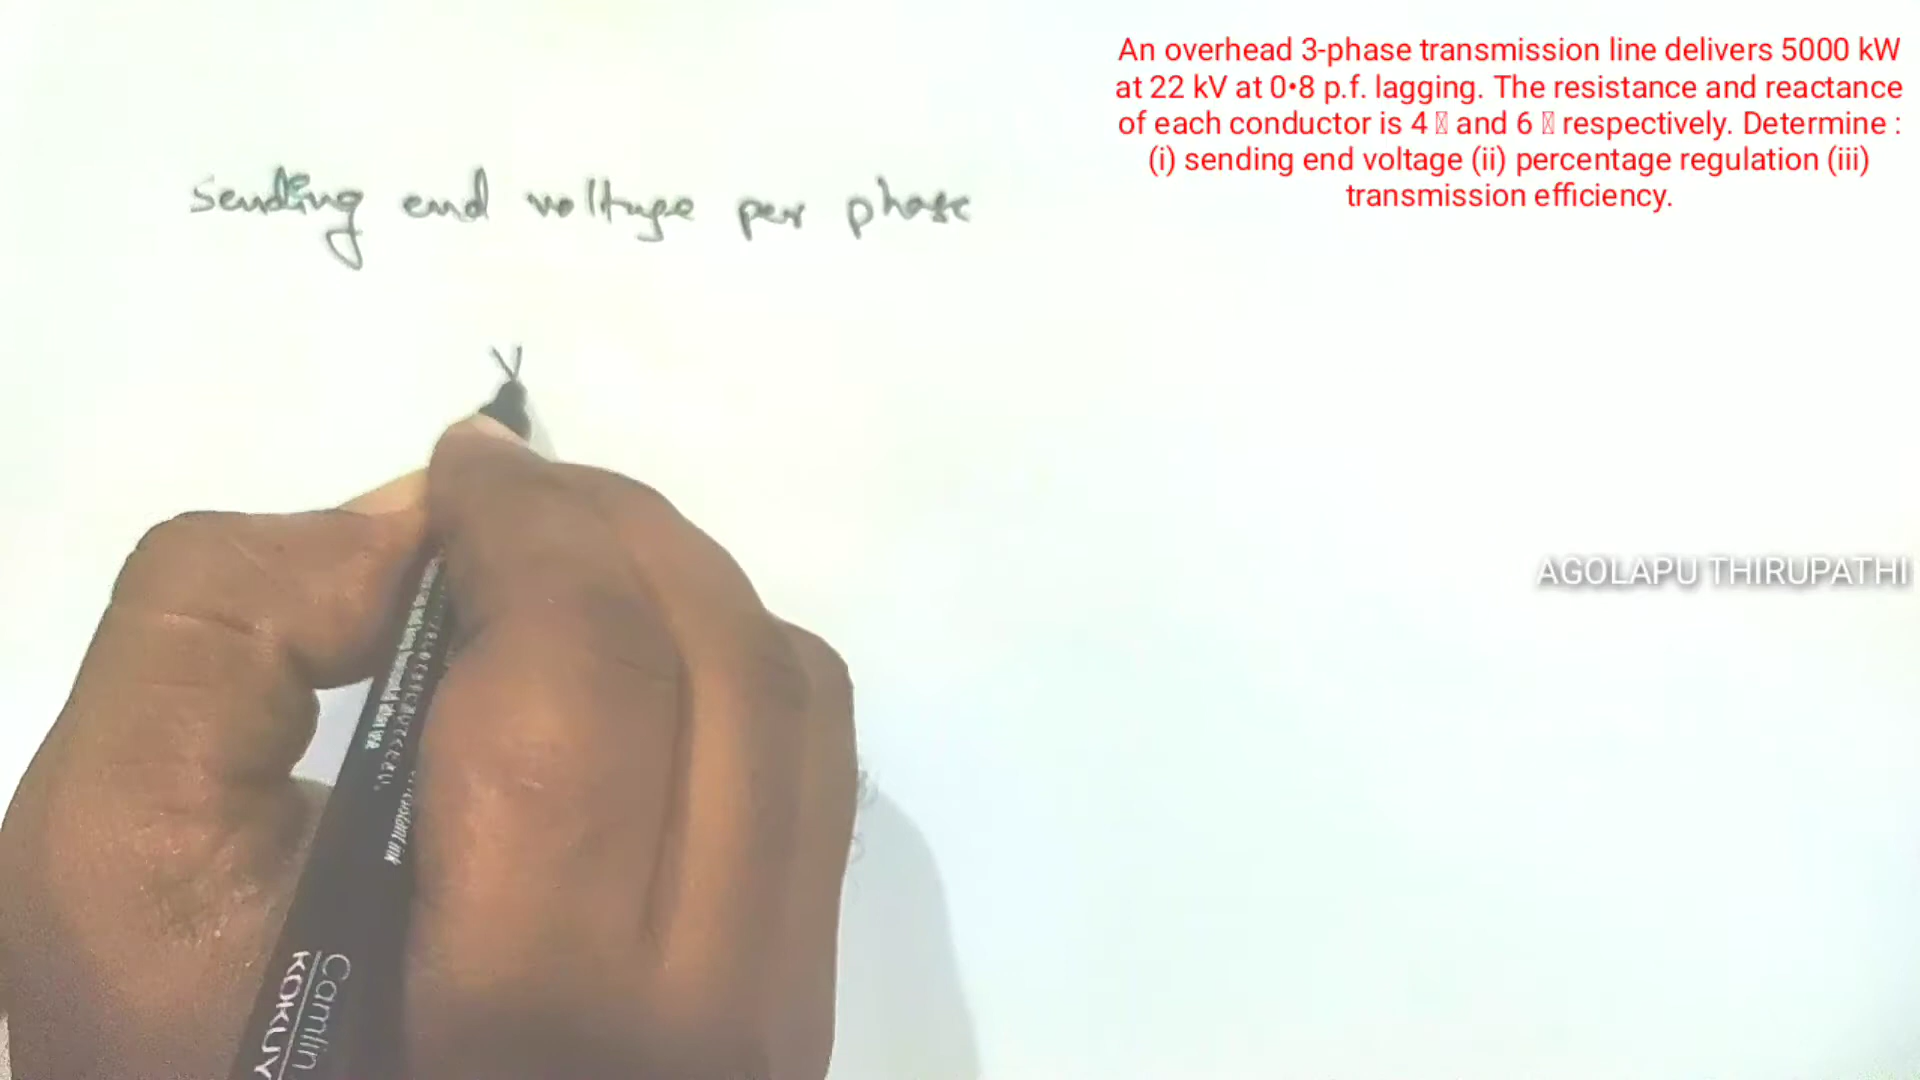 An overhead 3-phase transmission line delivers 5000 kW
at 22 kV at 0•8 p.f. lagging. The resistance and reactance
of each conductor is 4 and 6 respectively. Determine :
(i) sending end voltage (ii) percentage regulation (iii)
transmission efficiency.
Sending end voltage per phase
V
AGOLAPU THIRUPATHI
Camlin
KOKUYO